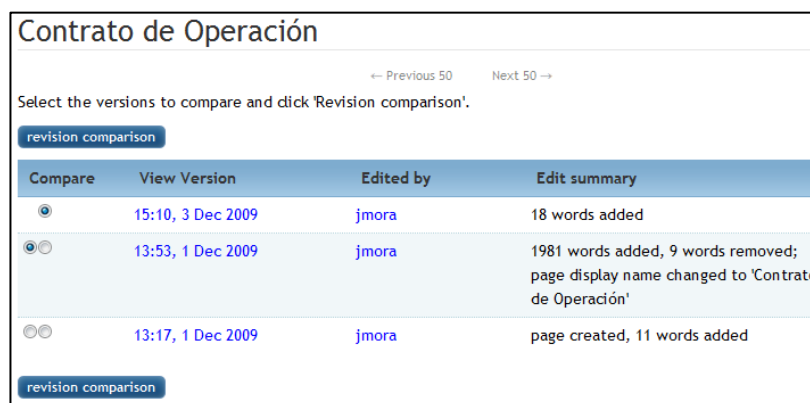 Contrato de Operación
← Previous 50 Next 50 →
Select the versions to compare and click 'Revision comparison'.
revision comparison
Compare View Version Edited by Edit summary
15:10, 3 Dec 2009 jmora 18 words added
13:53, 1 Dec 2009 jmora 1981 words added, 9 words removed;
page display name changed to 'Contrato
de Operación'
13:17, 1 Dec 2009 jmora page created, 11 words added
revision comparison